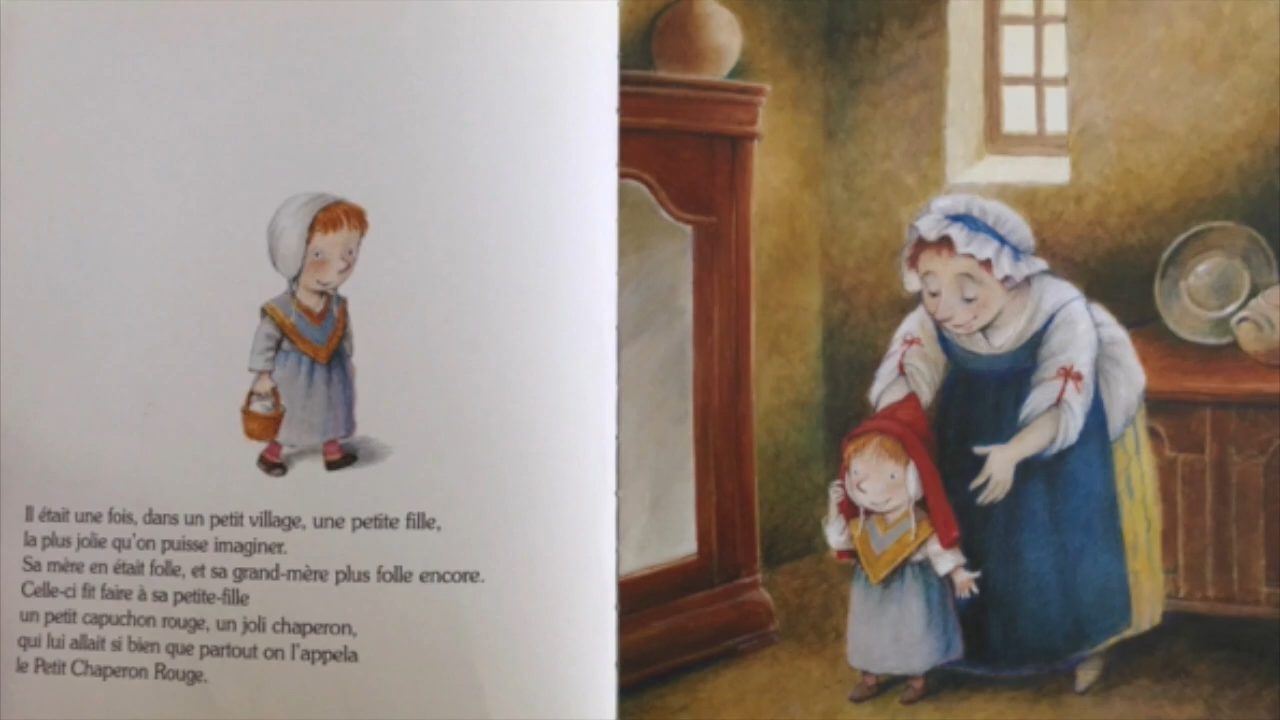 Il était une fois, dans un petit village, une petite fille,
la plus jolie qu'on puisse imaginer.
Sa mère en était folle, et sa grand-mère plus folle encore.
Celle-ci fit faire à sa petite-fille
un petit capuchon rouge, un joli chaperon,
qui lui allait si bien que partout on l'appela
le Petit Chaperon Rouge.